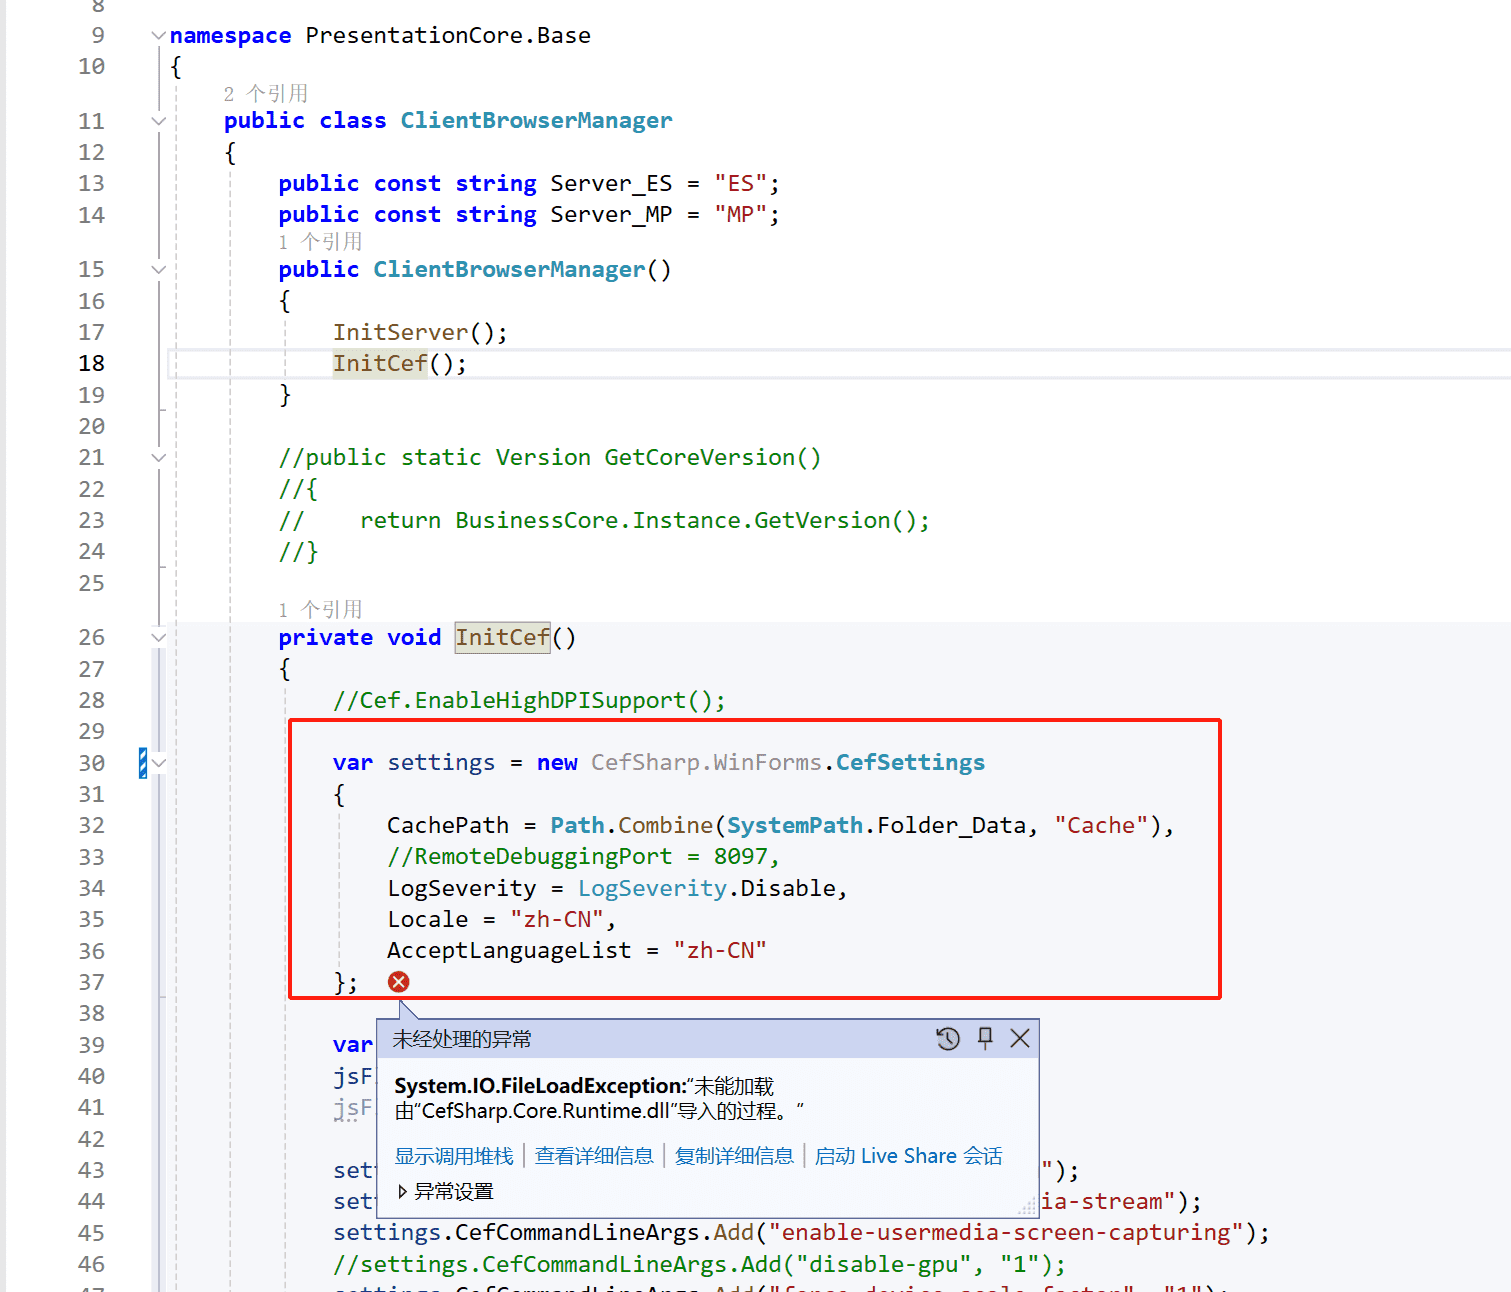 8
9 namespace PresentationCore.Base
10 {
2 个引用
11 public class ClientBrowserManager
12 {
13 public const string Server_ES = "ES";
14 public const string Server_MP = "MP";
1 个引用
15 public ClientBrowserManager()
16 {
17 InitServer();
18 InitCef();
19 }
20
21 //public static Version GetCoreVersion()
22 //{
23 //    return BusinessCore.Instance.GetVersion();
24 //}
25
1 个引用
26 private void InitCef()
27 {
28 //Cef.EnableHighDPISupport();
29
30 var settings = new CefSharp.WinForms.CefSettings
31 {
32 CachePath = Path.Combine(SystemPath.Folder_Data, "Cache"),
33 //RemoteDebuggingPort = 8097,
34 LogSeverity = LogSeverity.Disable,
35 Locale = "zh-CN",
36 AcceptLanguageList = "zh-CN"
37 };
38
未经处理的异常
39 var
System.IO.FileLoadException:“未能加载
40 jsF
由“CefSharp.Core.Runtime.dll”导入的过程。”
41 jsF
42
显示调用堆栈 | 查看详细信息 | 复制详细信息 | 启动 Live Share 会话
43 set ");
异常设置
44 set ia-stream");
45 settings.CefCommandLineArgs.Add("enable-usermedia-screen-capturing");
46 //settings.CefCommandLineArgs.Add("disable-gpu", "1");